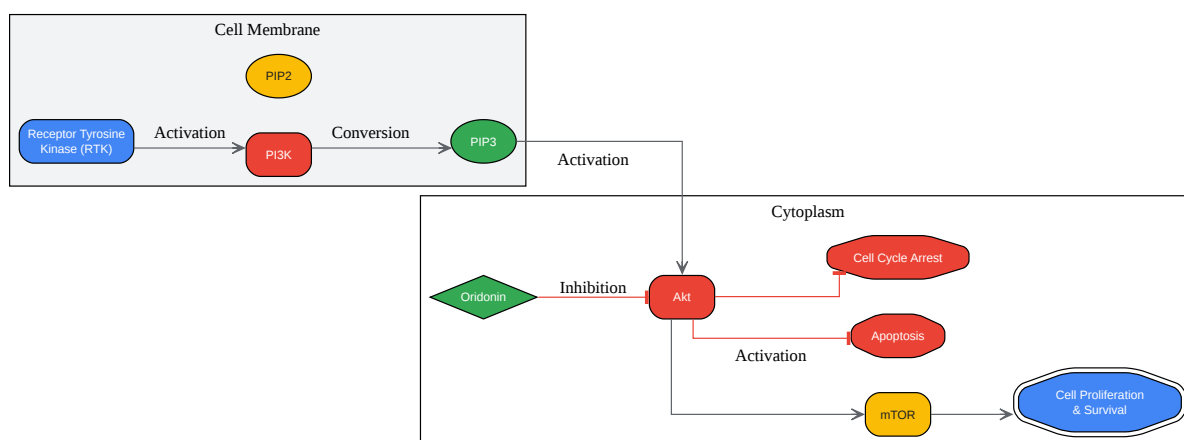 Cell Membrane
PIP2
Receptor Tyrosine
Kinase (RTK)
Activation
PI3K
Conversion
PIP3
Activation
Cytoplasm
Cell Cycle Arrest
Oridonin
Inhibition
Akt
Apoptosis
Activation
mTOR
Cell Proliferation
& Survival